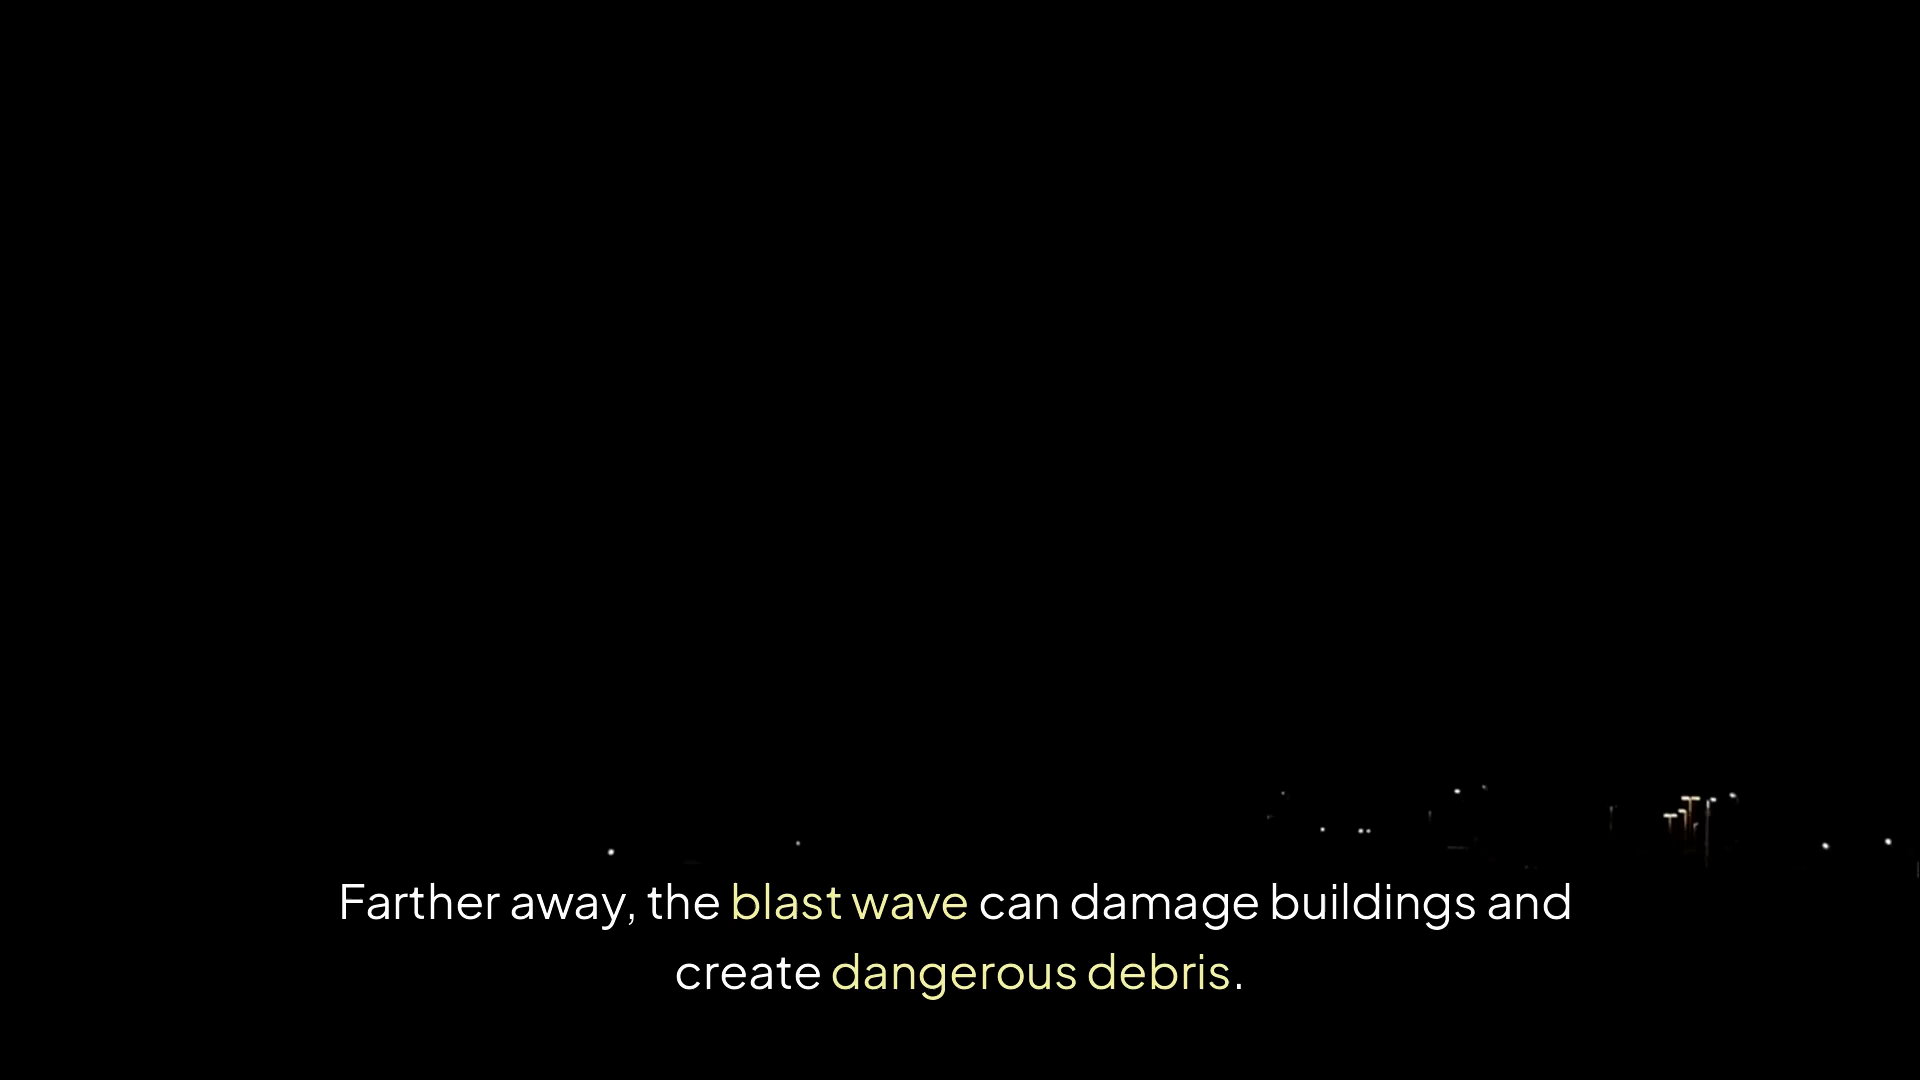 Farther away, the blast wave can damage buildings and
create dangerous debris.